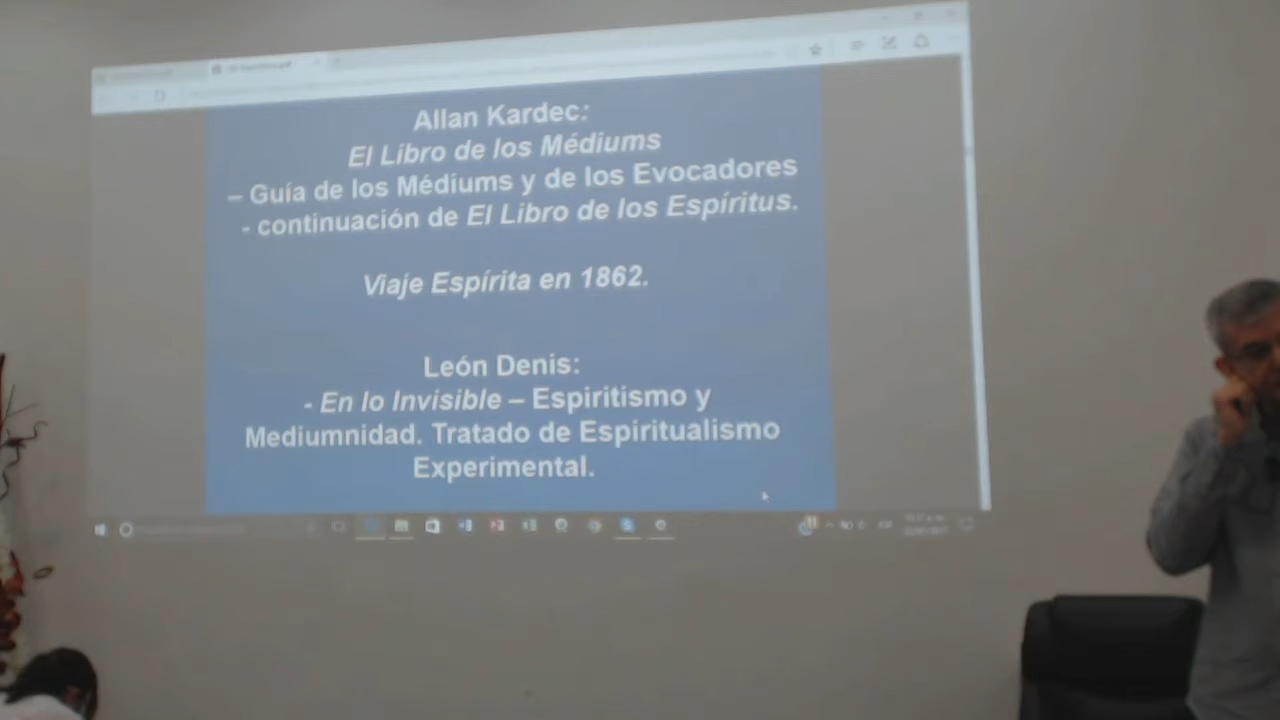 Allan Kardec:
El Libro de los Médiums
– Guía de los Médiums y de los Evocadores
- continuación de El Libro de los Espíritus.
Viaje Espírita en 1862.
León Denis:
- En lo Invisible – Espiritismo y
Mediumnidad. Tratado de Espiritualismo
Experimental.